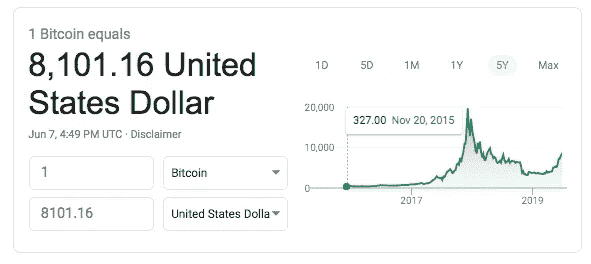 1 Bitcoin equals
8,101.16 United
States Dollar
Jun 7, 4:49 PM UTC · Disclaimer
1 Bitcoin
8101.16 United States Dolla
1D 5D 1M 1Y 5Y Max
327.00 Nov 20, 2015
20,000
10,000
0
2017 2019